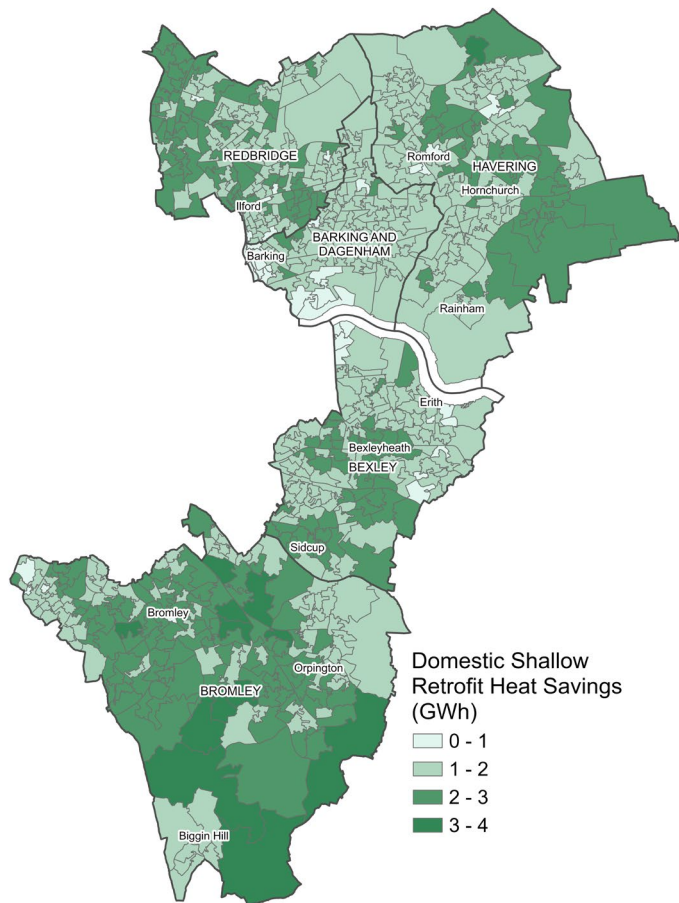 REDBRIDGE
Romford
HAVERING
Hornchurch
Ilford
BARKING AND
DAGENHAM
Barking
Rainham
Erith
Bexleyheath
BEXLEY
Sidcup
Bromley
Orpington
BROMLEY
Biggin Hill
Domestic Shallow
Retrofit Heat Savings
(GWh)
0 - 1
1 - 2
2 - 3
3 - 4